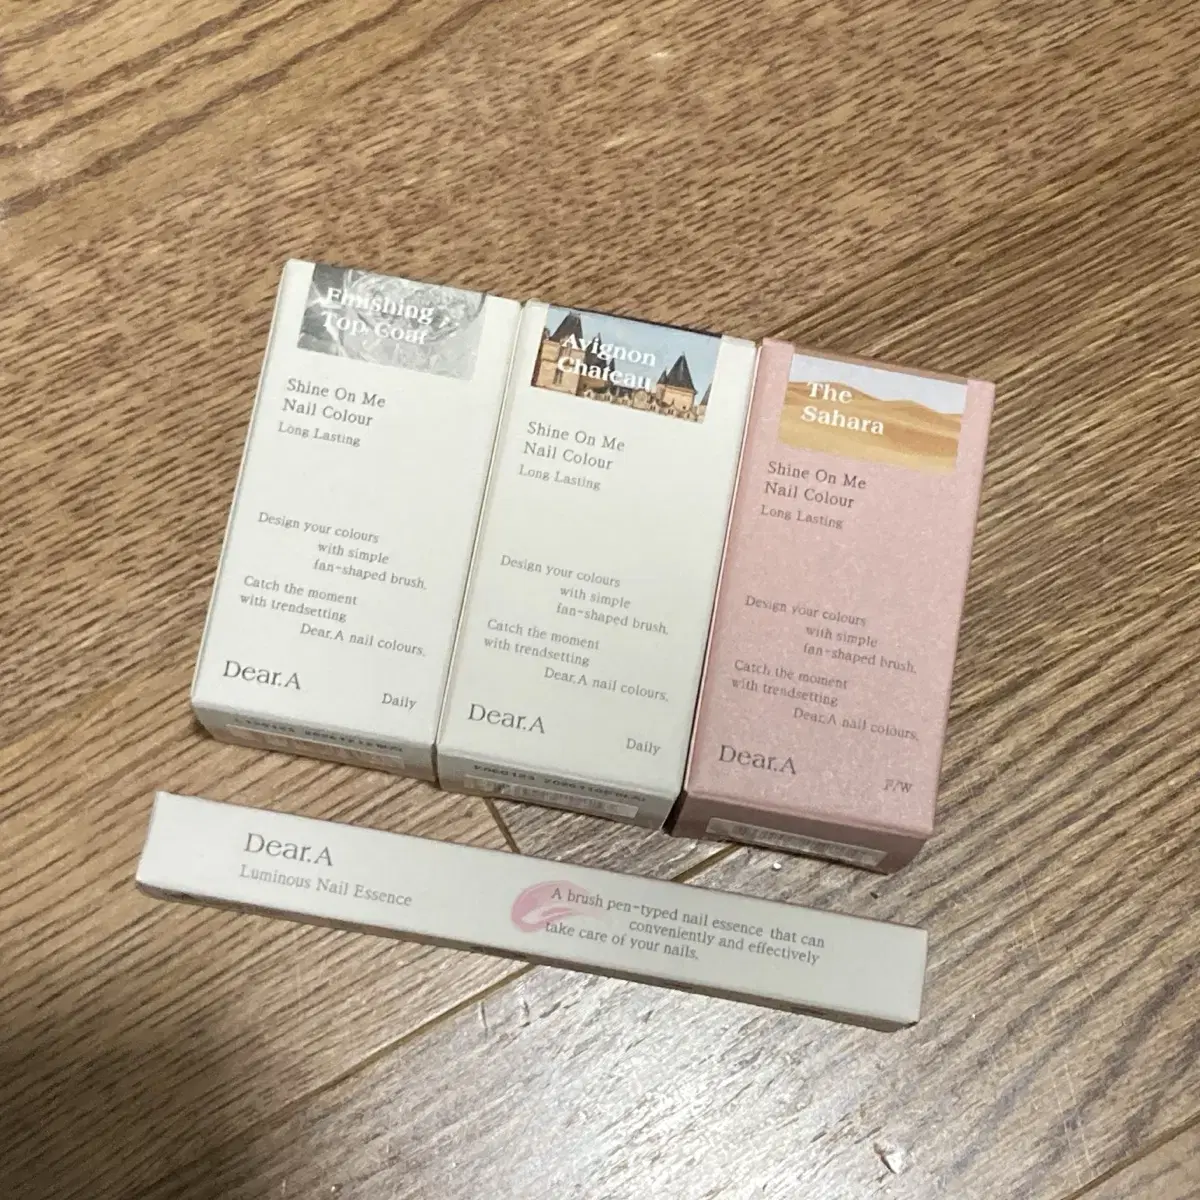 Finishing
Top Coat
Shine On Me
Nail Colour
Long Lasting
Design your colours
with simple
fan-shaped brush.
Catch the moment
with trendsetting
Dear.A nail colours.
Dear.A
Daily
Avignon
Chateau
Shine On Me
Nail Colour
Long Lasting
Design your colours
with simple
fan-shaped brush.
Catch the moment
with trendsetting
Dear.A nail colours.
Dear.A
Daily
The
Sahara
Shine On Me
Nail Colour
Long Lasting
Design your colours
with simple
fan-shaped brush.
Catch the moment
with trendsetting
Dear.A nail colours.
Dear.A
F/W
Dear.A
Luminous Nail Essence
A brush pen-typed nail essence that can
conveniently and effectively
take care of your nails.